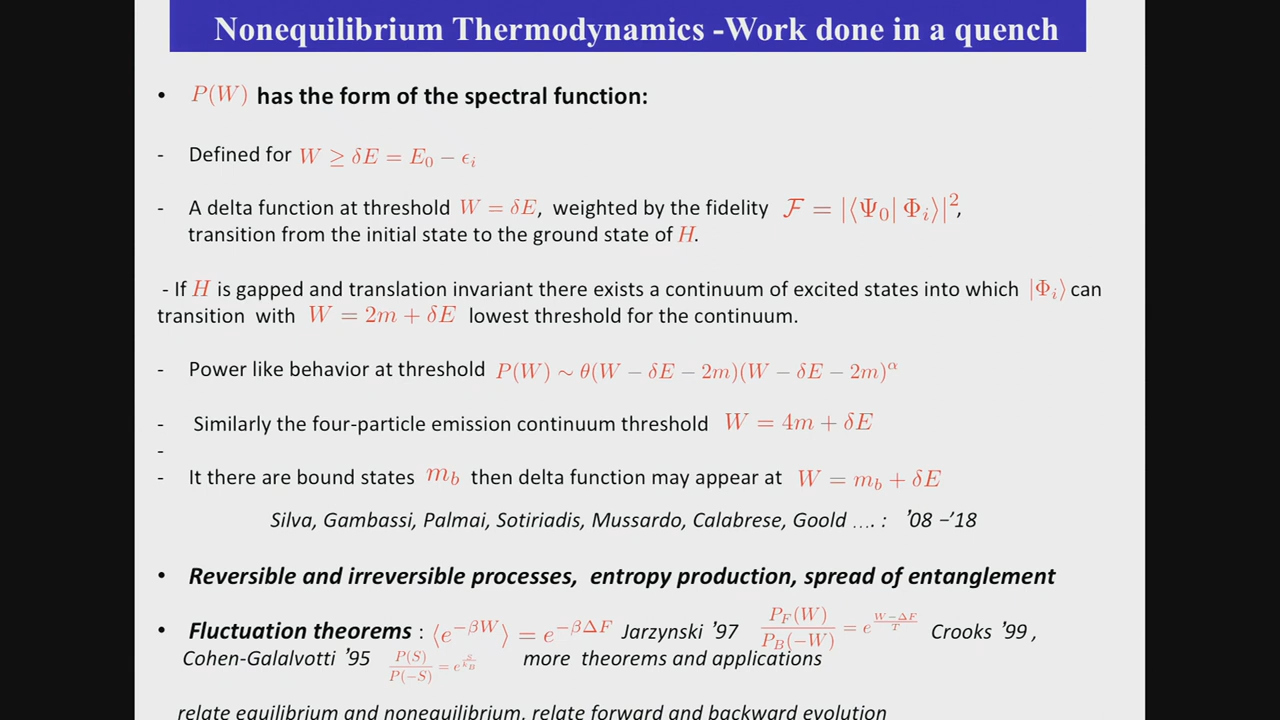 Nonequilibrium Thermodynamics -Work done in a quench
• P(W) has the form of the spectral function:
- Defined for W ≥ δE = E₀ − ϵᵢ
- A delta function at threshold W = δE, weighted by the fidelity ℱ = |⟨Ψ₀| Φᵢ⟩|²,
transition from the initial state to the ground state of H.
- If H is gapped and translation invariant there exists a continuum of excited states into which |Φᵢ⟩ can
transition with W = 2m + δE lowest threshold for the continuum.
- Power like behavior at threshold P(W) ∼ θ(W − δE − 2m)(W − δE − 2m)^α
- Similarly the four-particle emission continuum threshold W = 4m + δE
-
- It there are bound states m_b then delta function may appear at W = m_b + δE
Silva, Gambassi, Palmai, Sotiriadis, Mussardo, Calabrese, Goold .... : ’08 –’18
• Reversible and irreversible processes, entropy production, spread of entanglement
• Fluctuation theorems : ⟨e^{−βW}⟩ = e^{−βΔF} Jarzynski ’97 P_F(W)/P_B(−W) = e^{(W−ΔF)/T} Crooks ’99 ,
Cohen-Galalvotti ’95 P(S)/P(−S) = e^{S/k_B} more theorems and applications
relate equilibrium and nonequilibrium, relate forward and backward evolution